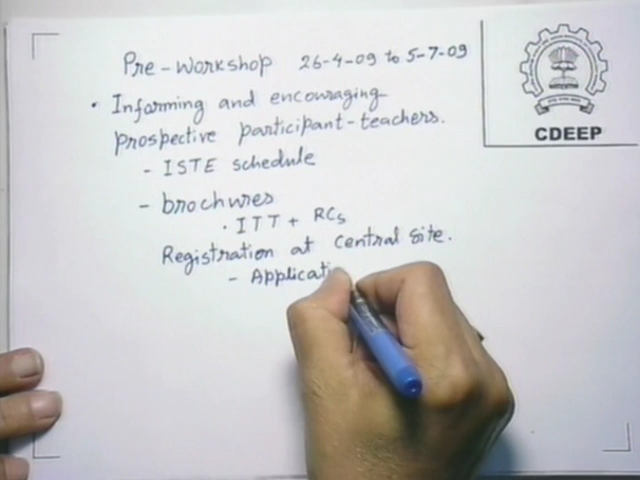 Pre-Workshop 26-4-09 to 5-7-09
• Informing and encouraging
prospective participant-teachers.
- ISTE schedule
- brochures
• ITT + RCs
Registration at central site.
- Applicati
CDEEP